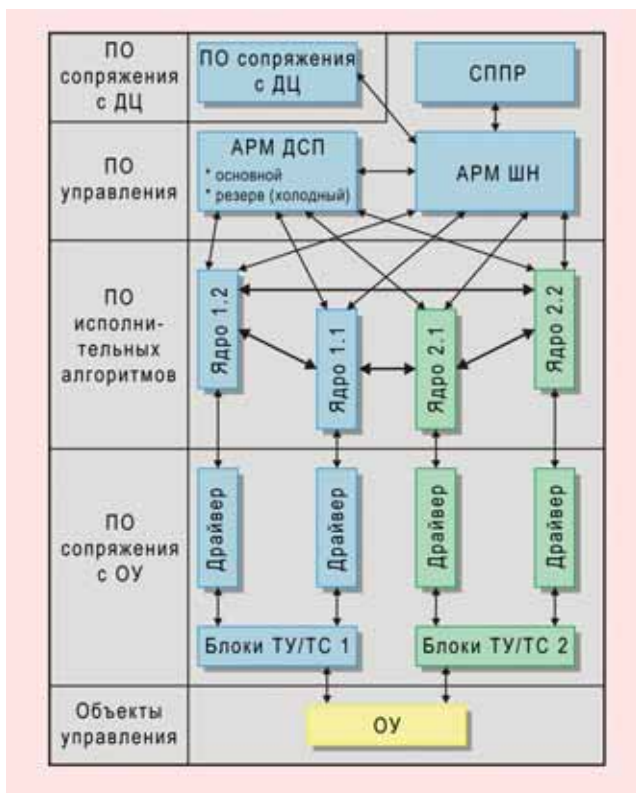 ПО
сопряжения
с ДЦ
ПО сопряжения
с ДЦ
СППР
ПО
управления
АРМ ДСП
* основной
* резерв (холодный)
АРМ ШН
ПО
исполни-
тельных
алгоритмов
Ядро 1.2
Ядро 1.1
Ядро 2.1
Ядро 2.2
ПО
сопряжения
с ОУ
Драйвер
Драйвер
Драйвер
Драйвер
Блоки ТУ/ТС 1
Блоки ТУ/ТС 2
Объекты
управления
ОУ